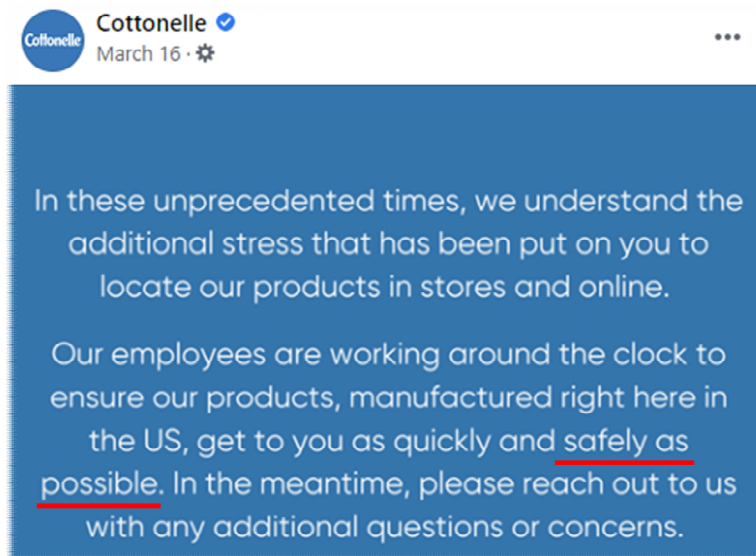 Cottonelle
Cottonelle
March 16 ·
In these unprecedented times, we understand the
additional stress that has been put on you to
locate our products in stores and online.
Our employees are working around the clock to
ensure our products, manufactured right here in
the US, get to you as quickly and safely as
possible. In the meantime, please reach out to us
with any additional questions or concerns.